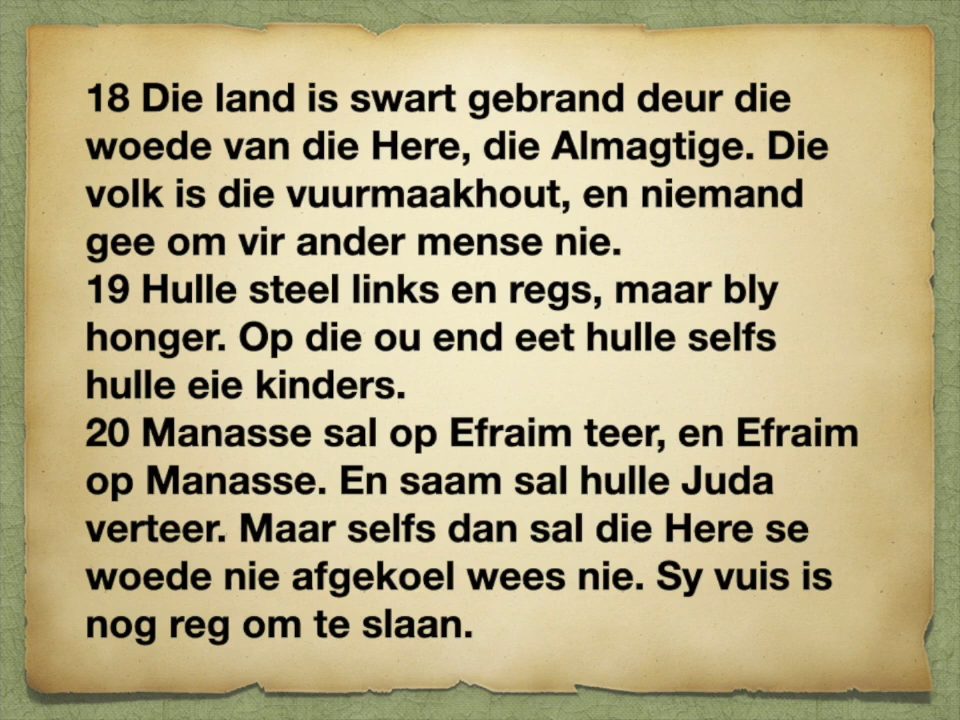 18 Die land is swart gebrand deur die
woede van die Here, die Almagtige. Die
volk is die vuurmaakhout, en niemand
gee om vir ander mense nie.
19 Hulle steel links en regs, maar bly
honger. Op die ou end eet hulle selfs
hulle eie kinders.
20 Manasse sal op Efraim teer, en Efraim
op Manasse. En saam sal hulle Juda
verteer. Maar selfs dan sal die Here se
woede nie afgekoel wees nie. Sy vuis is
nog reg om te slaan.